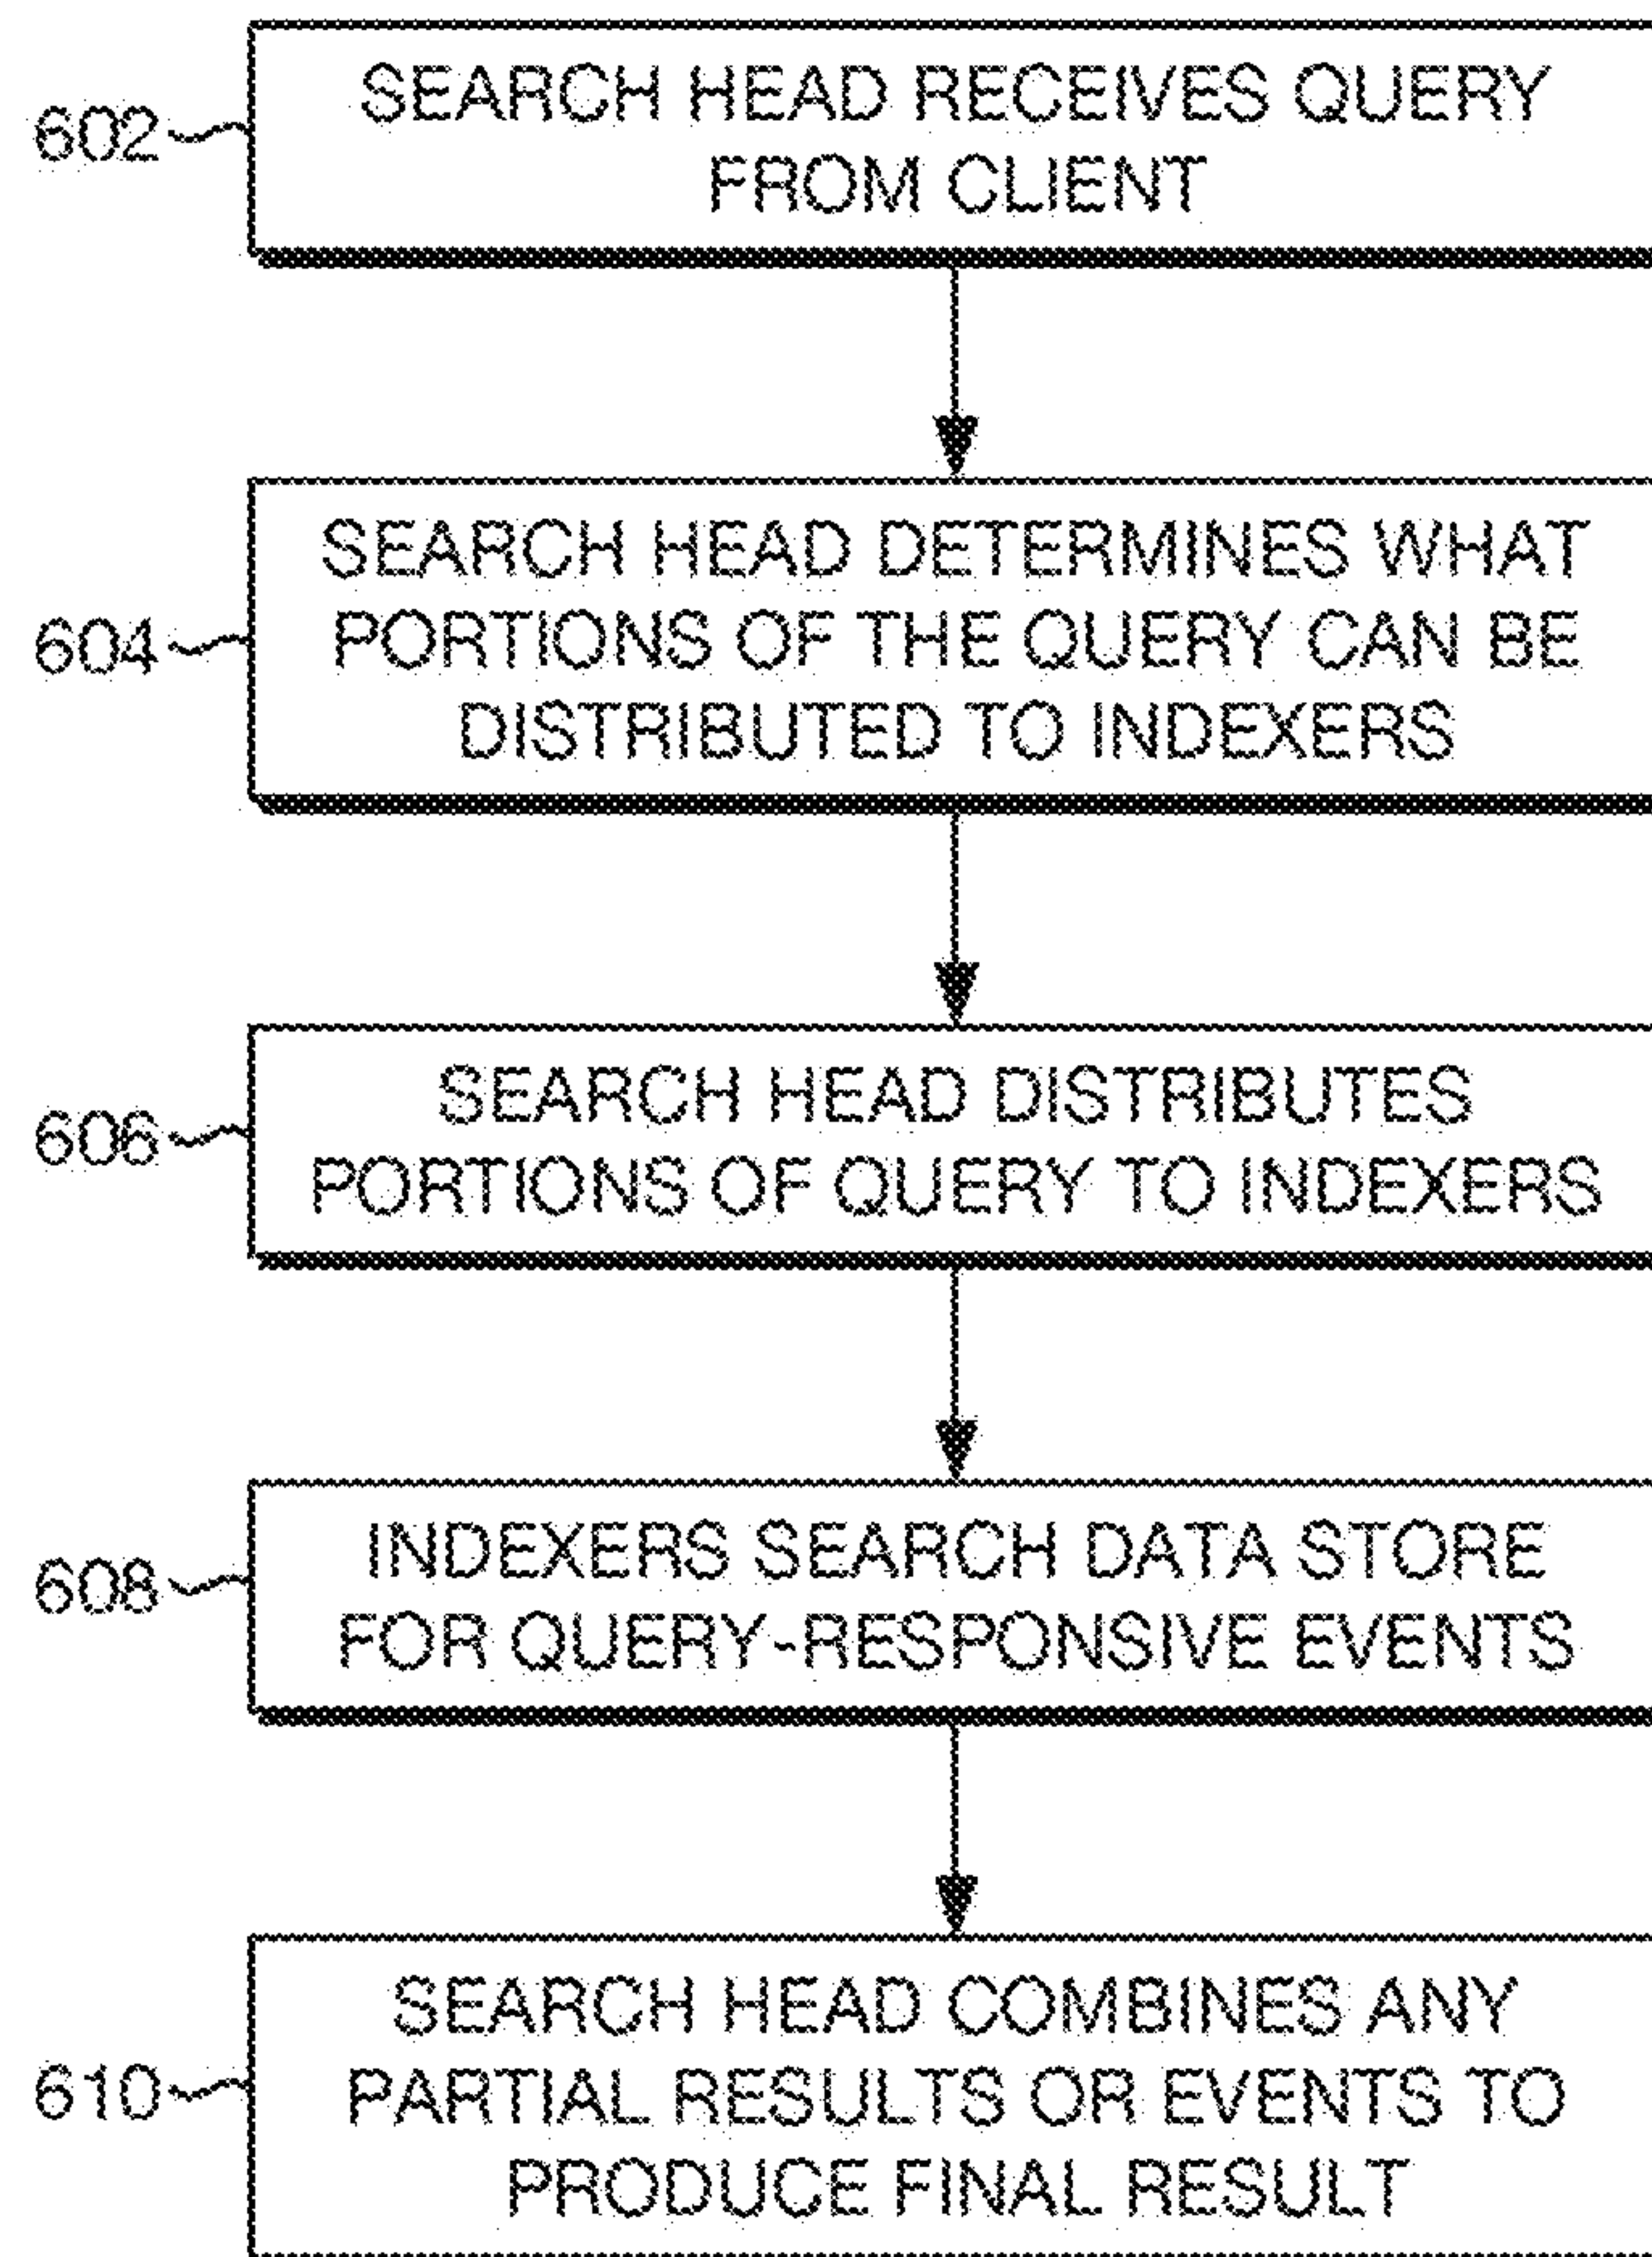 602
SEARCH HEAD RECEIVES QUERY
FROM CLIENT
604
SEARCH HEAD DETERMINES WHAT
PORTIONS OF THE QUERY CAN BE
DISTRIBUTED TO INDEXERS
606
SEARCH HEAD DISTRIBUTES
PORTIONS OF QUERY TO INDEXERS
608
INDEXERS SEARCH DATA STORE
FOR QUERY-RESPONSIVE EVENTS
610
SEARCH HEAD COMBINES ANY
PARTIAL RESULTS OR EVENTS TO
PRODUCE FINAL RESULT